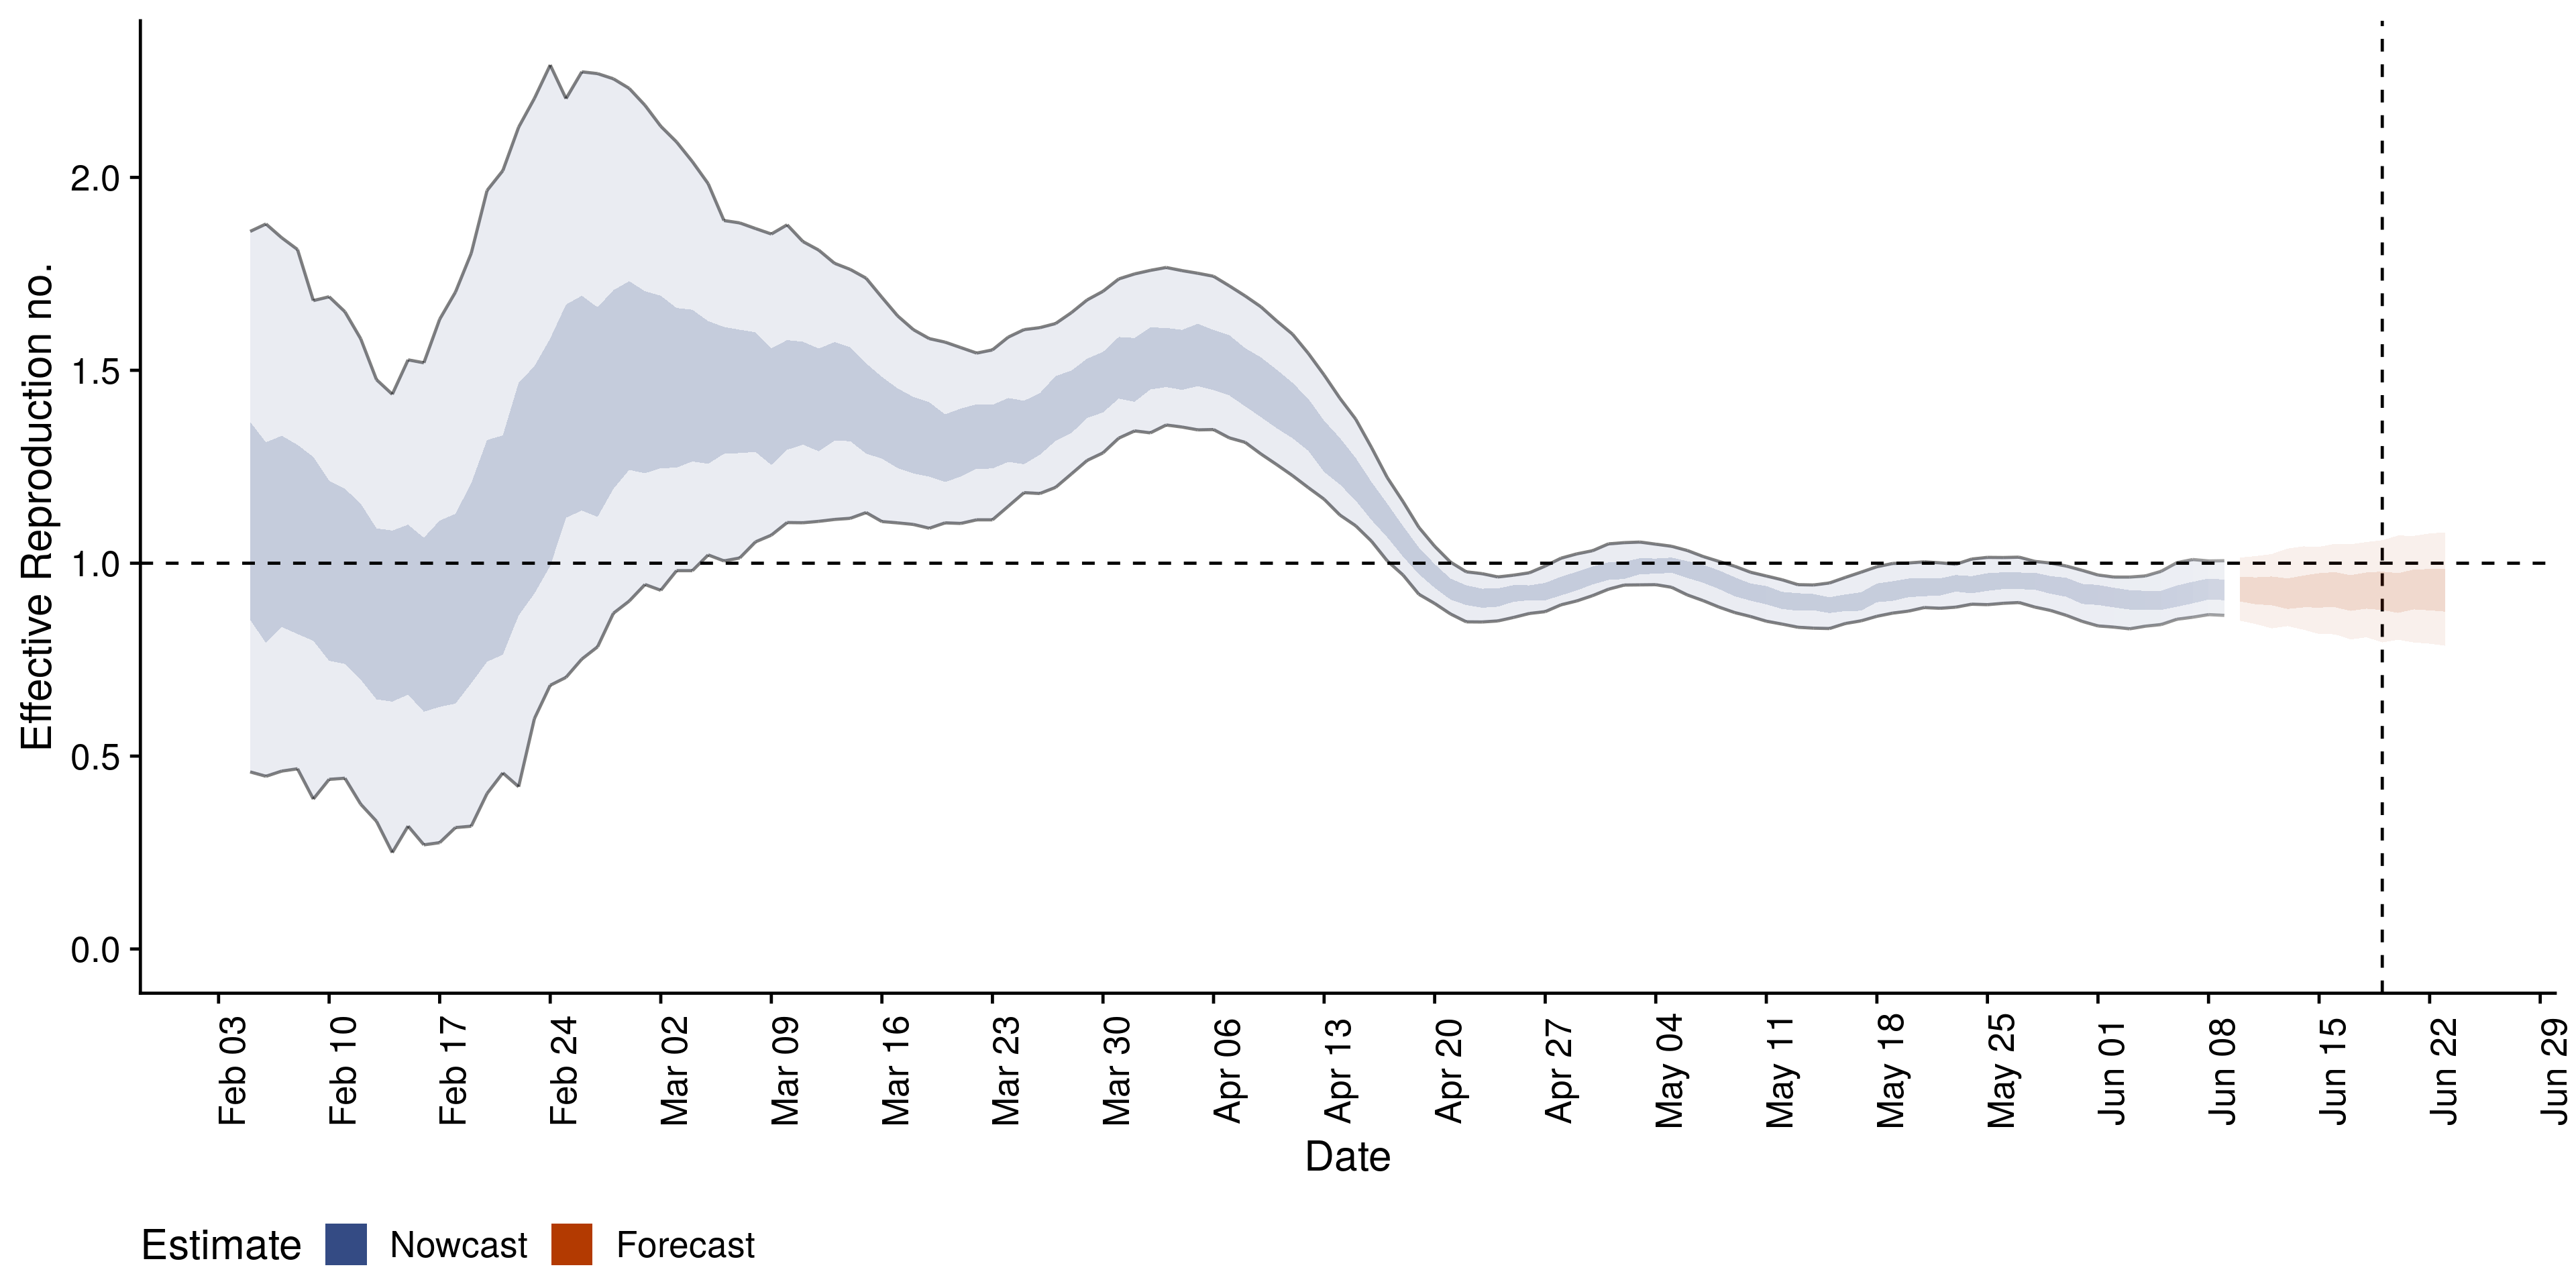 Effective Reproduction no.
2.0
1.5
1.0
0.5
0.0
Feb 03
Feb 10
Feb 17
Feb 24
Mar 02
Mar 09
Mar 16
Mar 23
Mar 30
Apr 06
Apr 13
Apr 20
Apr 27
May 04
May 11
May 18
May 25
Jun 01
Jun 08
Jun 15
Jun 22
Jun 29
Date
Estimate Nowcast Forecast